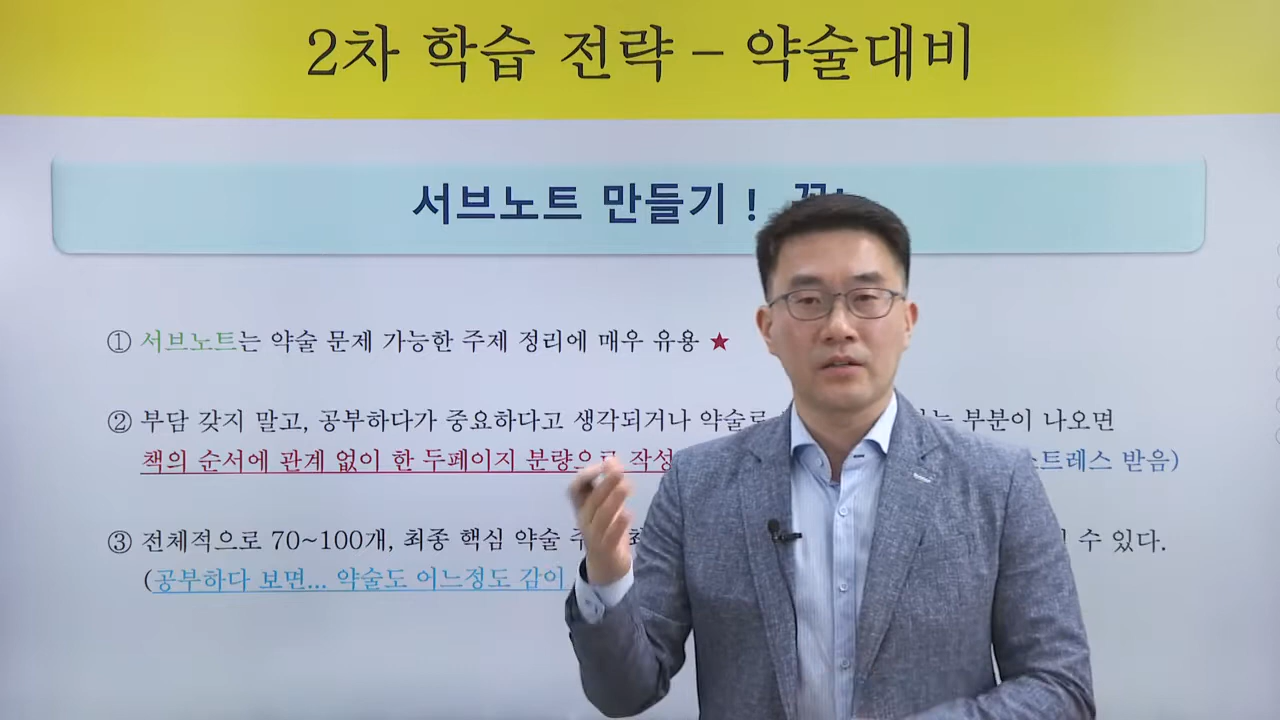 2차 학습 전략 – 약술대비
서브노트 만들기 !
① 서브노트는 약술 문제 가능한 주제 정리에 매우 유용 ★
② 부담 갖지 말고, 공부하다가 중요하다고 생각되거나 약술로 부분이 나오면
책의 순서에 관계 없이 한 두페이지 분량으로 작성 받음)
③ 전체적으로 70~100개, 최종 핵심 약술 수 있다.
(공부하다 보면... 약술도 어느정도 감이